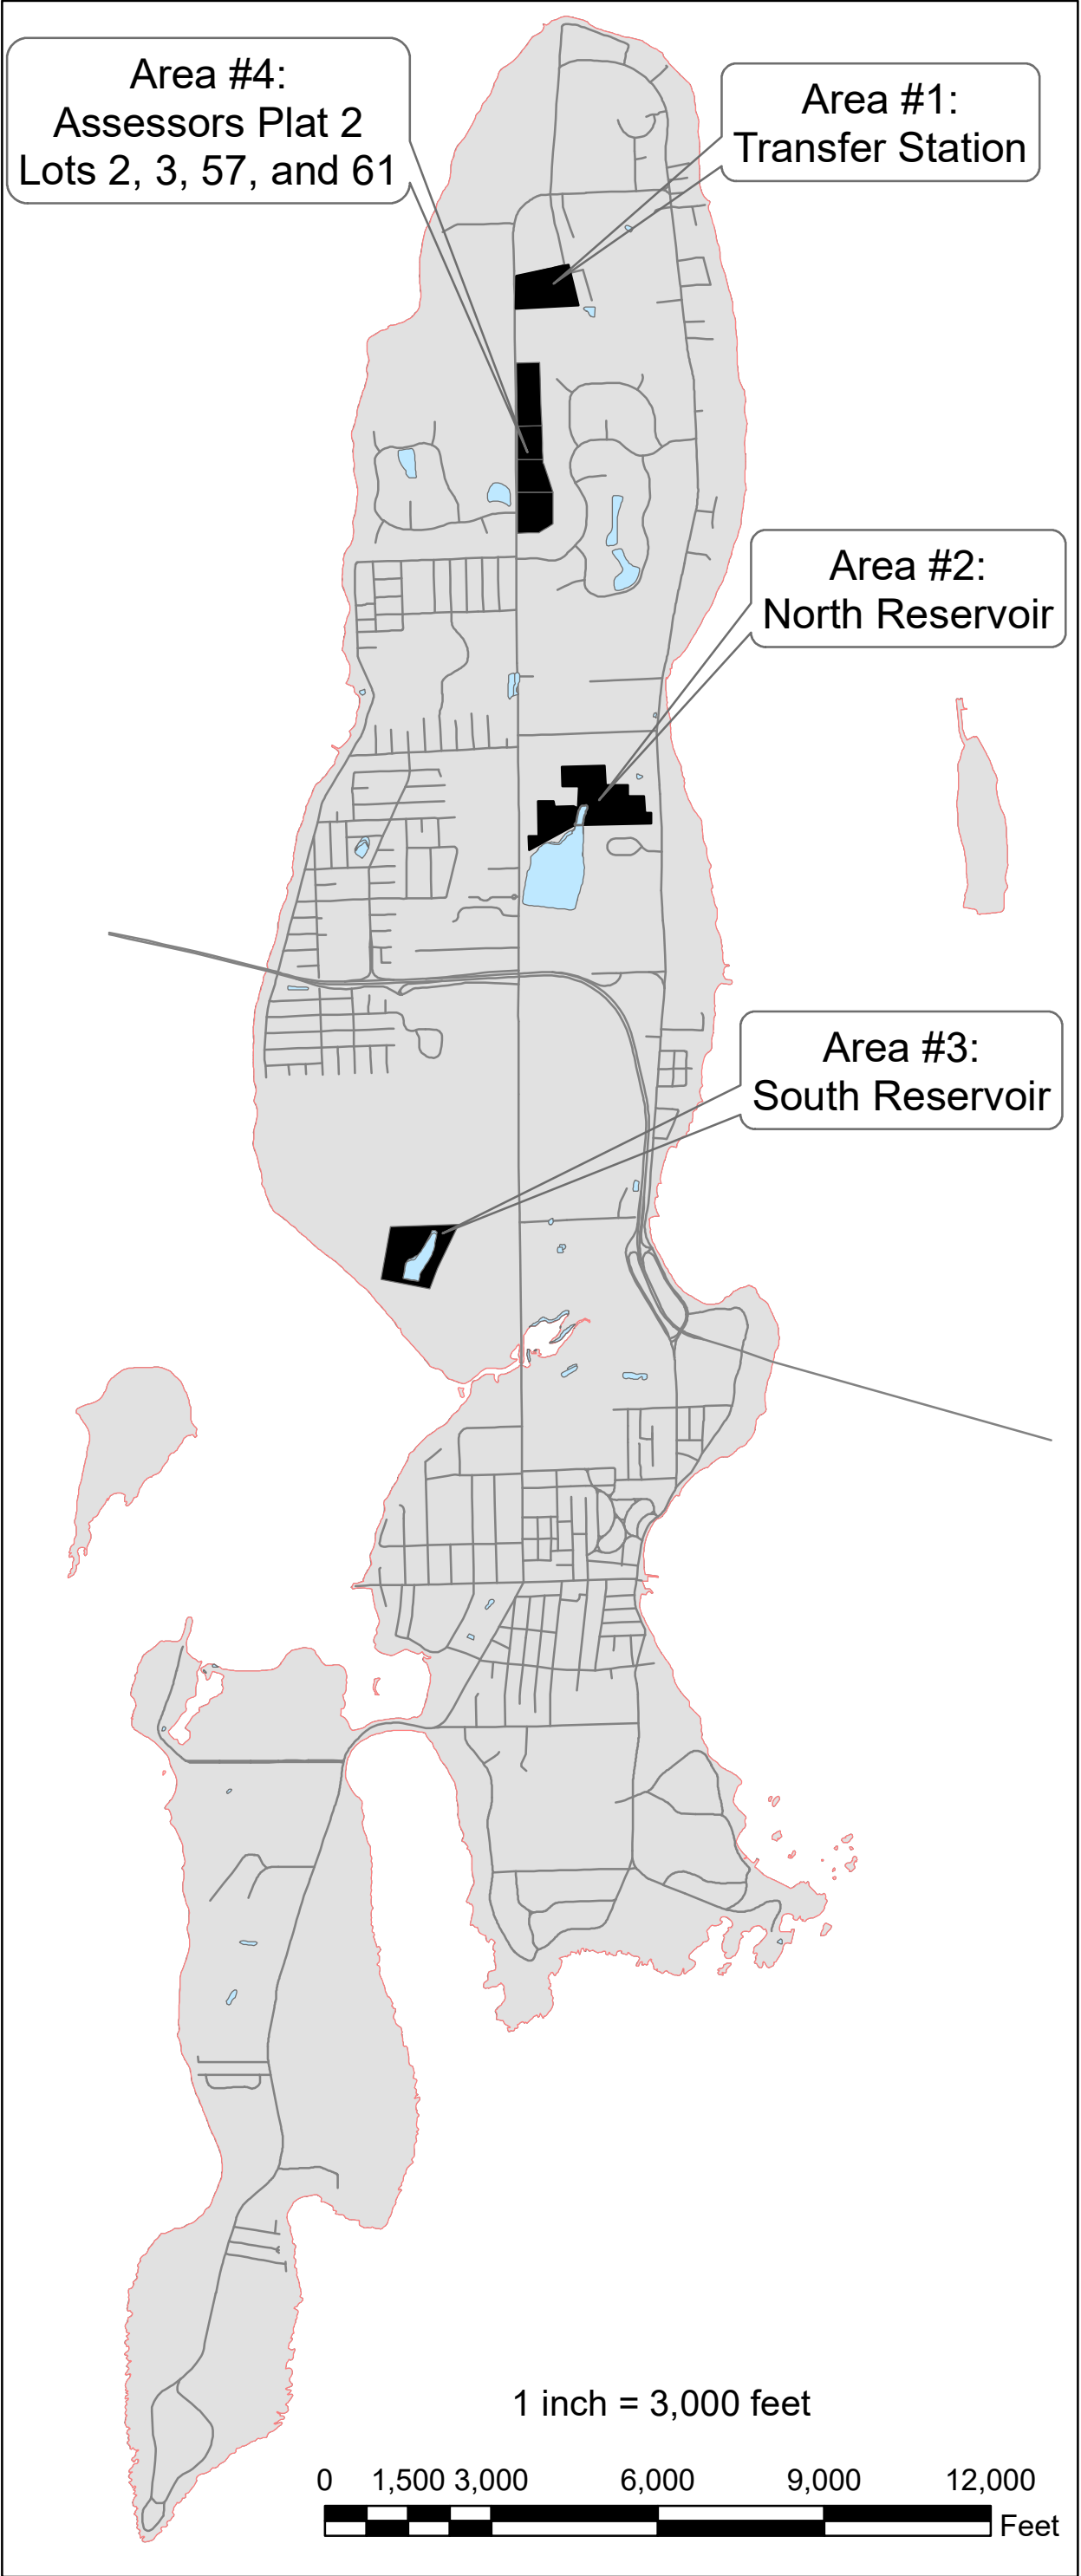 Area #4:
Assessors Plat 2
Lots 2, 3, 57, and 61
Area #1:
Transfer Station
Area #2:
North Reservoir
Area #3:
South Reservoir
1 inch = 3,000 feet
0 1,500 3,000 6,000 9,000 12,000
Feet